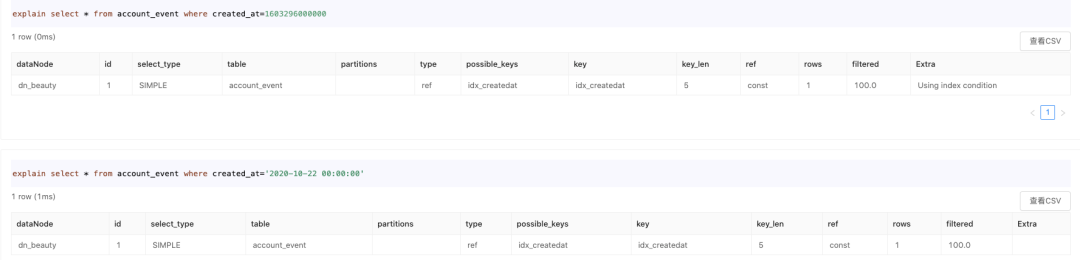 explain select * from account_event where created_at=1603296000000
1 row (0ms)
查看CSV
dataNode id select_type table partitions type possible_keys key key_len ref rows filtered Extra
dn_beauty 1 SIMPLE account_event ref idx_createdat idx_createdat 5 const 1 100.0 Using index condition
< 1 >
explain select * from account_event where created_at='2020-10-22 00:00:00'
1 row (1ms)
查看CSV
dataNode id select_type table partitions type possible_keys key key_len ref rows filtered Extra
dn_beauty 1 SIMPLE account_event ref idx_createdat idx_createdat 5 const 1 100.0